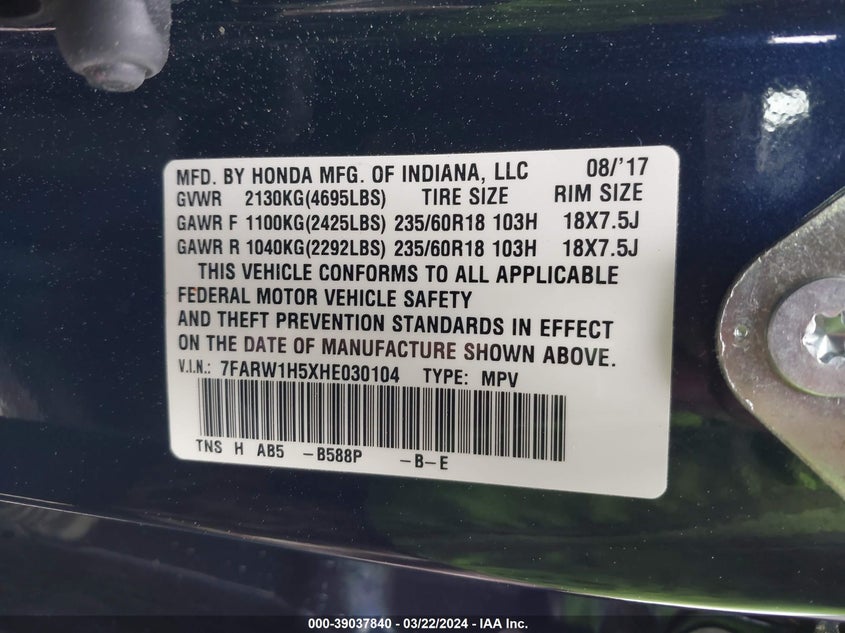 MFD. BY HONDA MFG. OF INDIANA, LLC 08/'17
GVWR 2130KG(4695LBS) TIRE SIZE RIM SIZE
GAWR F 1100KG(2425LBS) 235/60R18 103H 18X7.5J
GAWR R 1040KG(2292LBS) 235/60R18 103H 18X7.5J
THIS VEHICLE CONFORMS TO ALL APPLICABLE
FEDERAL MOTOR VEHICLE SAFETY
AND THEFT PREVENTION STANDARDS IN EFFECT
ON THE DATE OF MANUFACTURE SHOWN ABOVE.
V.I.N.: 7FARW1H5XHE030104 TYPE: MPV
TNS H AB5 -B588P -B-E
000-39037840 - 03/22/2024 - IAA Inc.